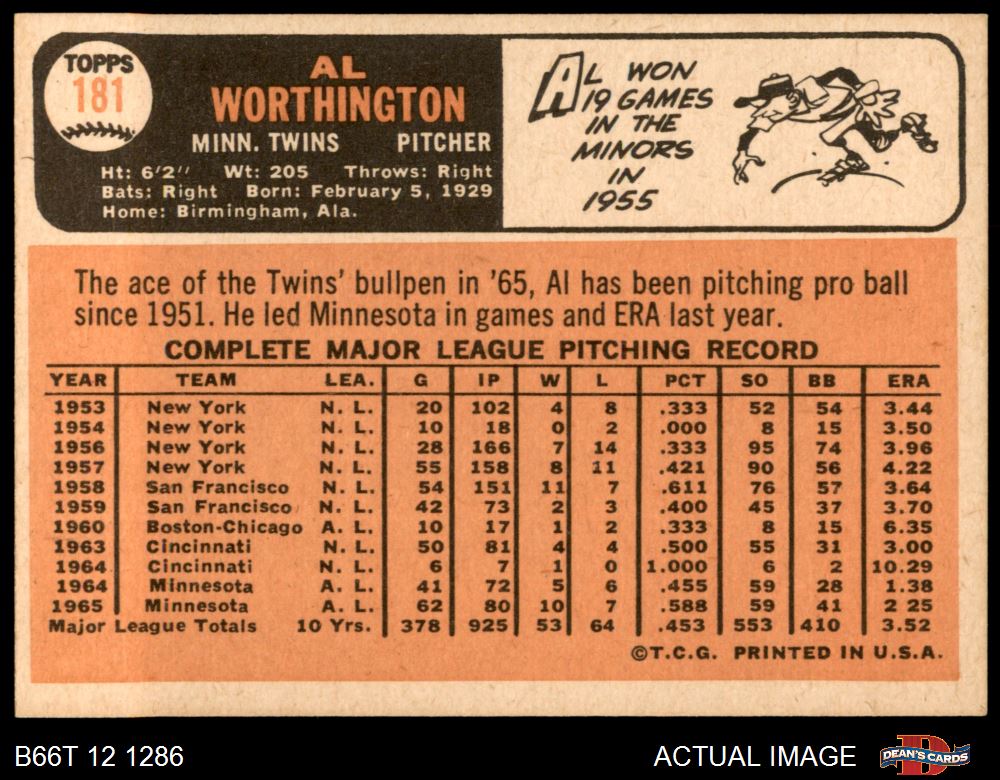 TOPPS
181
AL
WORTHINGTON
MINN. TWINS PITCHER
Ht: 6'2" Wt: 205 Throws: Right
Bats: Right Born: February 5, 1929
Home: Birmingham, Ala.
AL WON
19 GAMES
IN THE
MINORS
IN
1955
The ace of the Twins' bullpen in '65, Al has been pitching pro ball
since 1951. He led Minnesota in games and ERA last year.
COMPLETE MAJOR LEAGUE PITCHING RECORD
YEAR TEAM LEA. G IP W L PCT SO BB ERA
1953 New York N. L. 20 102 4 8 .333 52 54 3.44
1954 New York N. L. 10 18 0 2 .000 8 15 3.50
1956 New York N. L. 28 166 7 14 .333 95 74 3.96
1957 New York N. L. 55 158 8 11 .421 90 56 4.22
1958 San Francisco N. L. 54 151 11 7 .611 76 57 3.64
1959 San Francisco N. L. 42 73 2 3 .400 45 37 3.70
1960 Boston-Chicago A. L. 10 17 1 2 .333 8 15 6.35
1963 Cincinnati N. L. 50 81 4 4 .500 55 31 3.00
1964 Cincinnati N. L. 6 7 1 0 1.000 6 2 10.29
1964 Minnesota A. L. 41 72 5 6 .455 59 28 1.38
1965 Minnesota A. L. 62 80 10 7 .588 59 41 2 25
Major League Totals 10 Yrs. 378 925 53 64 .453 553 410 3.52
©T.C.G. PRINTED IN U.S.A.
B66T 12 1286 ACTUAL IMAGE DEAN'S CARDS